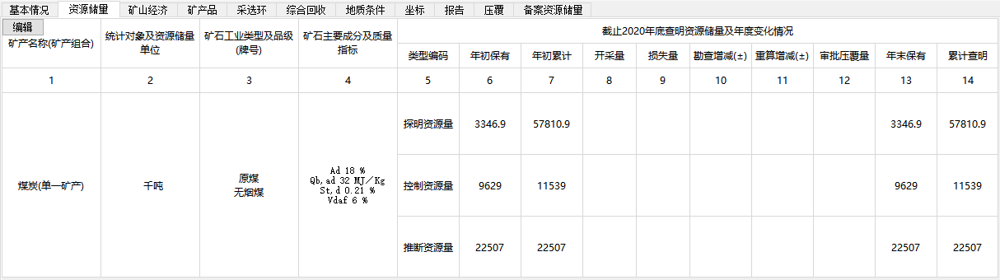 基本情况 资源储量 矿山经济 矿产品 采选环 综合回收 地质条件 坐标 报告 压覆 备案资源储量
编辑
矿产名称(矿产组合) 统计对象及资源储量单位 矿石工业类型及品级(牌号) 矿石主要成分及质量指标 截止2020年底查明资源储量及年度变化情况
类型编码 年初保有 年初累计 开采量 损失量 勘查增减(±) 重算增减(±) 审批压覆量 年末保有 累计查明
1 2 3 4 5 6 7 8 9 10 11 12 13 14
探明资源量 3346.9 57810.9 3346.9 57810.9
煤炭(单一矿产) 千吨
原煤
无烟煤
Ad 18 %
Qb,ad 32 MJ／Kg
St,d 0.21 %
Vdaf 6 %
控制资源量 9629 11539 9629 11539
推断资源量 22507 22507 22507 22507